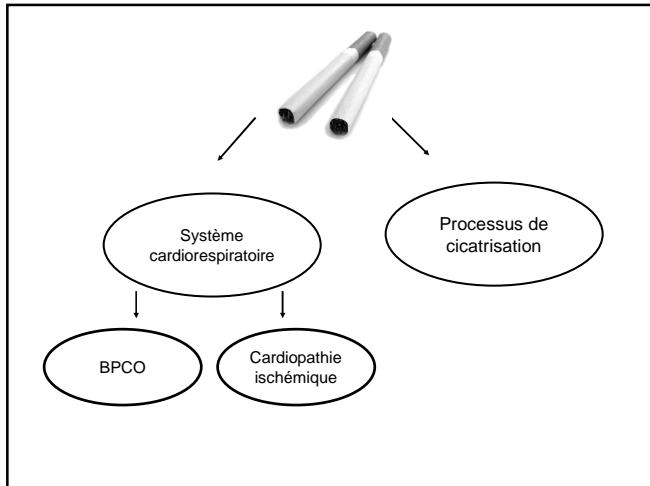 Système
cardiorespiratoire
Processus de
cicatrisation
BPCO
Cardiopathie
ischémique